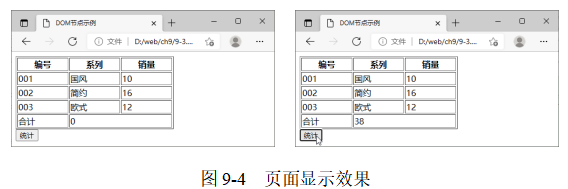 DOM节点示例
文件 D:/web/ch9/9-3....
编号 系列 销量
001 国风 10
002 简约 16
003 欧式 12
合计 0
统计
DOM节点示例
文件 D:/web/ch9/9-3....
编号 系列 销量
001 国风 10
002 简约 16
003 欧式 12
合计 38
统计
图 9-4 页面显示效果